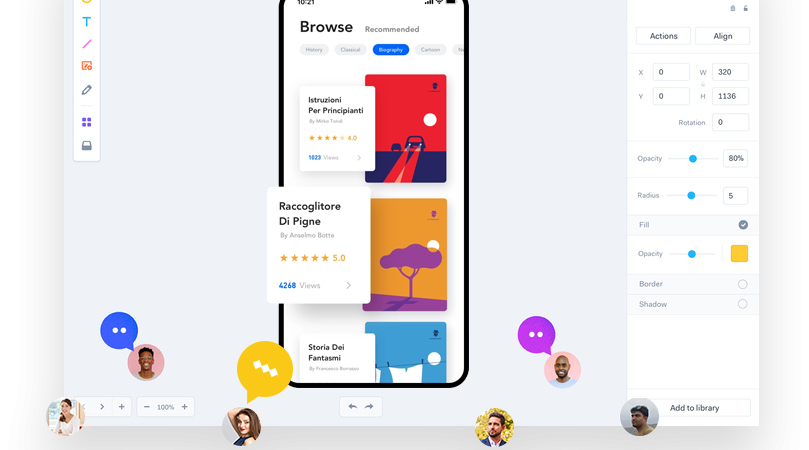 10:21
Browse Recommended
History Classical Biography Cartoon
Istruzioni
Per Principianti
By Mirko Tonal
4.0
1023 Views
Raccoglitore
Di Pigne
By Anselmo Botte
5.0
4268 Views
Storia Dei
Fantasmi
By Francesco Borrosso
100%
Actions Align
X 0 W 320
Y 0 H 1136
Rotation 0
Opacity 80%
Radius 5
Fill
Opacity
Border
Shadow
Add to library